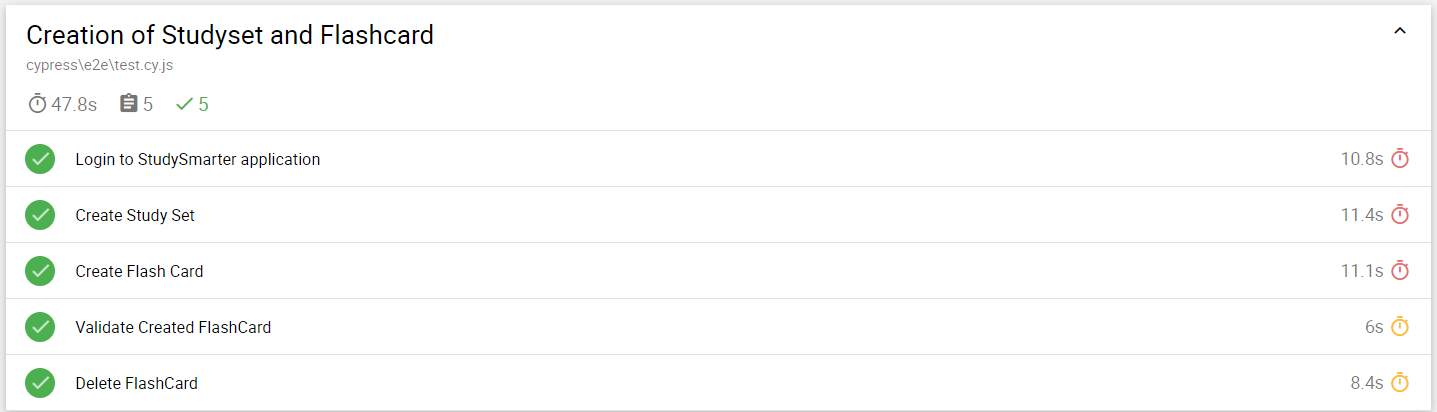 Creation of Studyset and Flashcard
cypress\e2e\test.cy.js
47.8s 5 5
Login to StudySmarter application 10.8s
Create Study Set 11.4s
Create Flash Card 11.1s
Validate Created FlashCard 6s
Delete FlashCard 8.4s